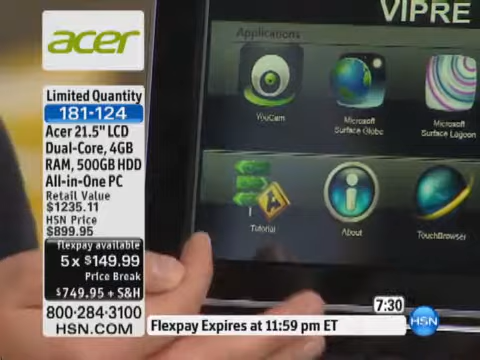 acer
Limited Quantity
181-124
Acer 21.5" LCD
Dual-Core, 4GB
RAM, 500GB HDD
All-in-One PC
Retail Value
$1235.11
HSN Price
$899.95
flexpay available
5 x $149.99
Price Break
$749.95 + S&H
800·284·3100
HSN.COM
VIPRE
Applications
YouCam
Microsoft
Surface Globe
Microsoft
Surface Lagoon
Tutorial
About
TouchBrowser
7:30
Flexpay Expires at 11:59 pm ET
HSN